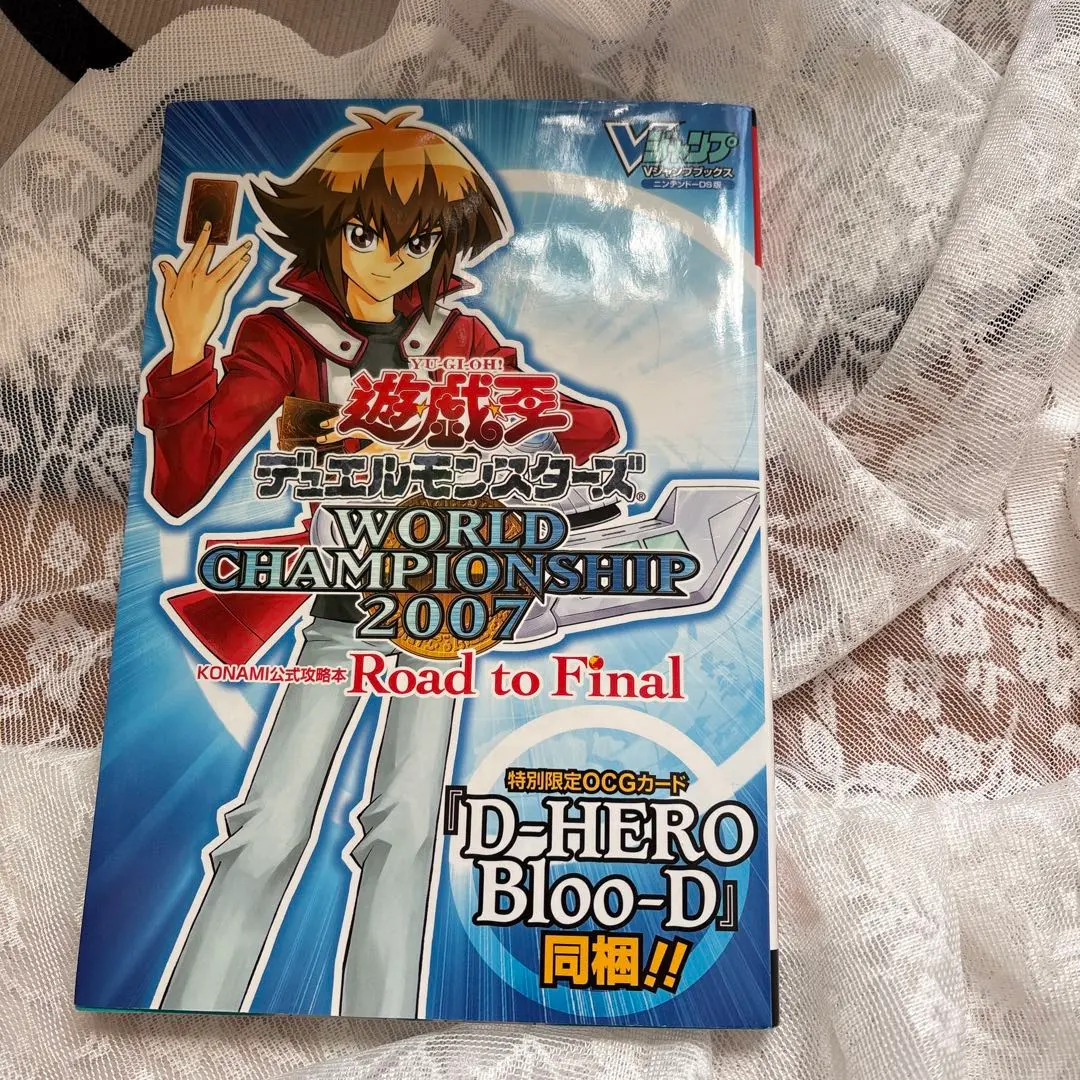 Vジャンプ
Vジャンプブックス
ニンテンドーDS版
YU-GI-OH!
遊戯王
デュエルモンスターズ®
WORLD
CHAMPIONSHIP
2007
KONAMI公式攻略本 Road to Final
特別限定OCGカード
『D-HERO
Bloo-D』
同梱!!